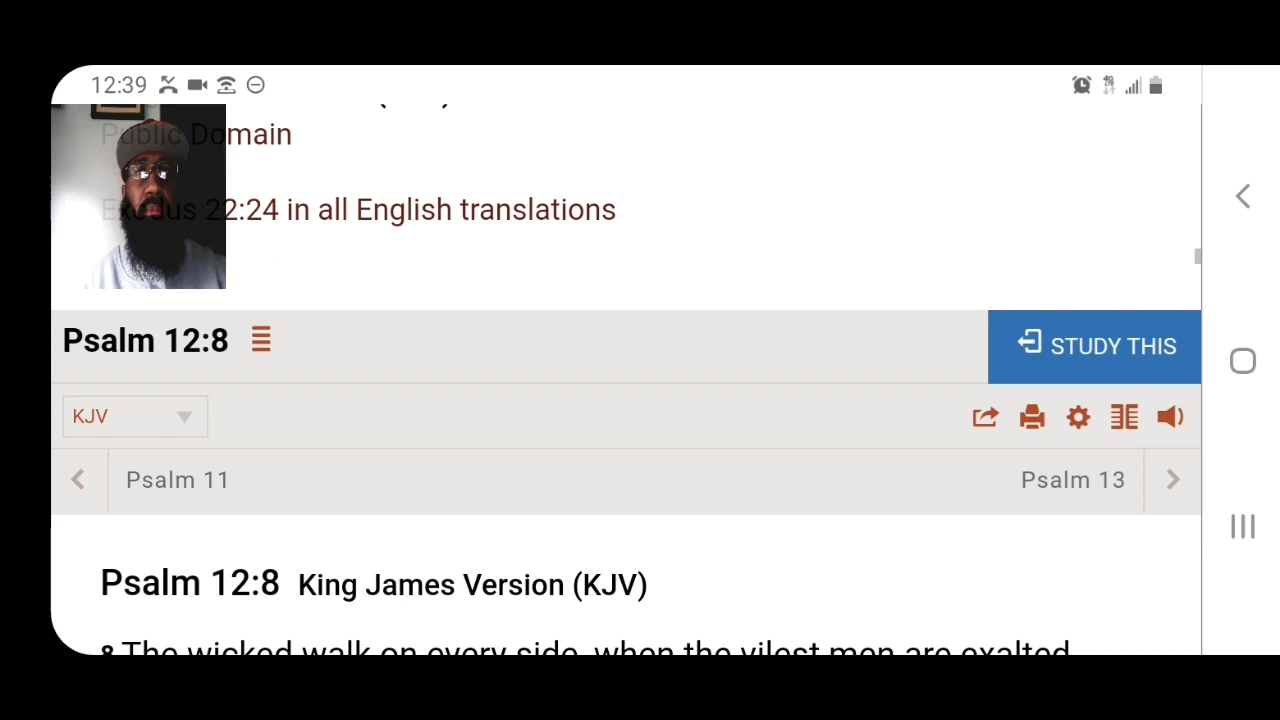 12:39
Public Domain
Exodus 22:24 in all English translations
Psalm 12:8
STUDY THIS
KJV
Psalm 11
Psalm 13
Psalm 12:8 King James Version (KJV)
8 The wicked walk on every side, when the vilest men are exalted